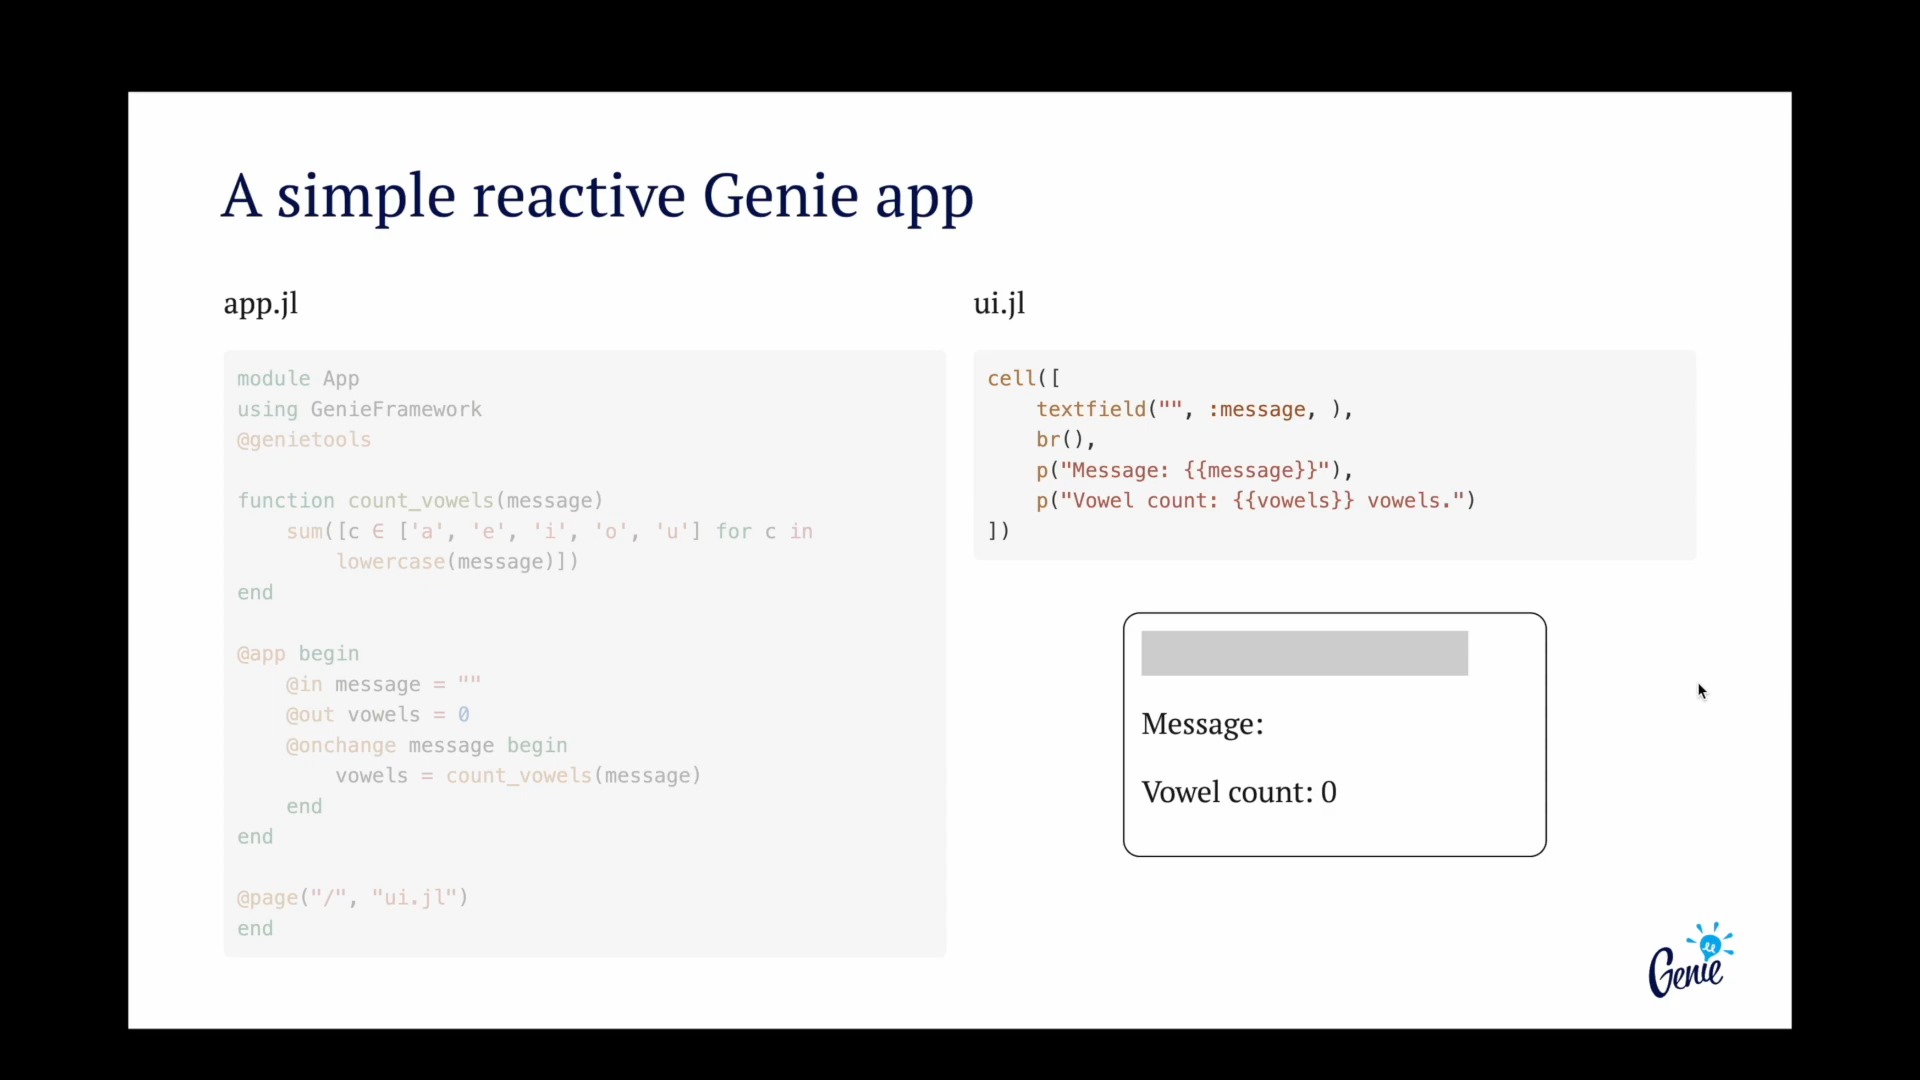 A simple reactive Genie app
app.jl
module App
using GenieFramework
@genietools
function count_vowels(message)
    sum([c ∈ ['a', 'e', 'i', 'o', 'u'] for c in
        lowercase(message)])
end
@app begin
    @in message = ""
    @out vowels = 0
    @onchange message begin
        vowels = count_vowels(message)
    end
end
@page("/", "ui.jl")
end
ui.jl
cell([
    textfield("", :message, ),
    br(),
    p("Message: {{message}}"),
    p("Vowel count: {{vowels}} vowels.")
])
Message:
Vowel count: 0
Genie